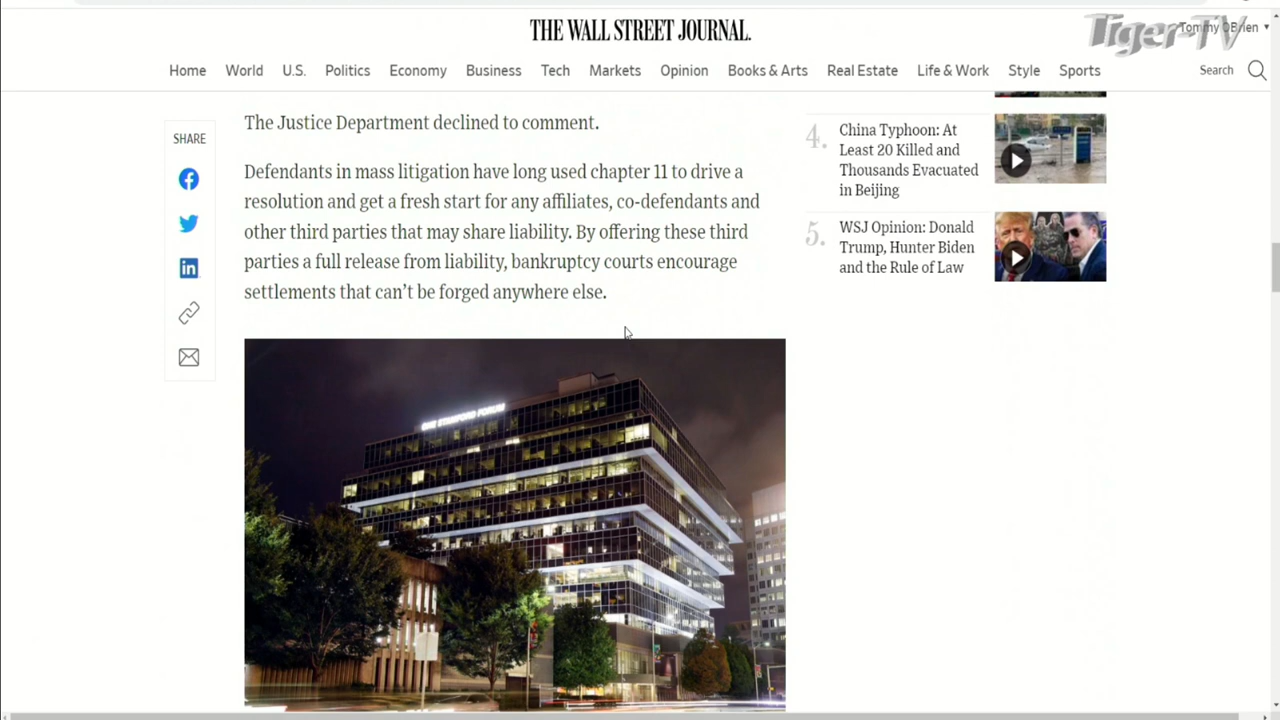 THE WALL STREET JOURNAL.
Tiger-TV
Tommy OBrien
Home World U.S. Politics Economy Business Tech Markets Opinion Books & Arts Real Estate Life & Work Style Sports
Search
SHARE
The Justice Department declined to comment.
Defendants in mass litigation have long used chapter 11 to drive a
resolution and get a fresh start for any affiliates, co-defendants and
other third parties that may share liability. By offering these third
parties a full release from liability, bankruptcy courts encourage
settlements that can’t be forged anywhere else.
ONE STAMFORD FORUM
4.
China Typhoon: At
Least 20 Killed and
Thousands Evacuated
in Beijing
5.
WSJ Opinion: Donald
Trump, Hunter Biden
and the Rule of Law